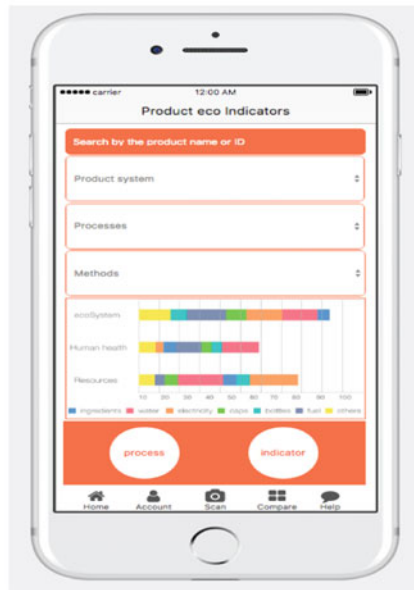 carrier 12:00 AM
Product eco Indicators
Search by the product name or ID
Product system
Processes
Methods
ecoSystem
Human health
Resources
10 20 30 40 50 60 70 80 90 100
ingredients water electricity caps bottles fuel others
process indicator
Home Account Scan Compare Help